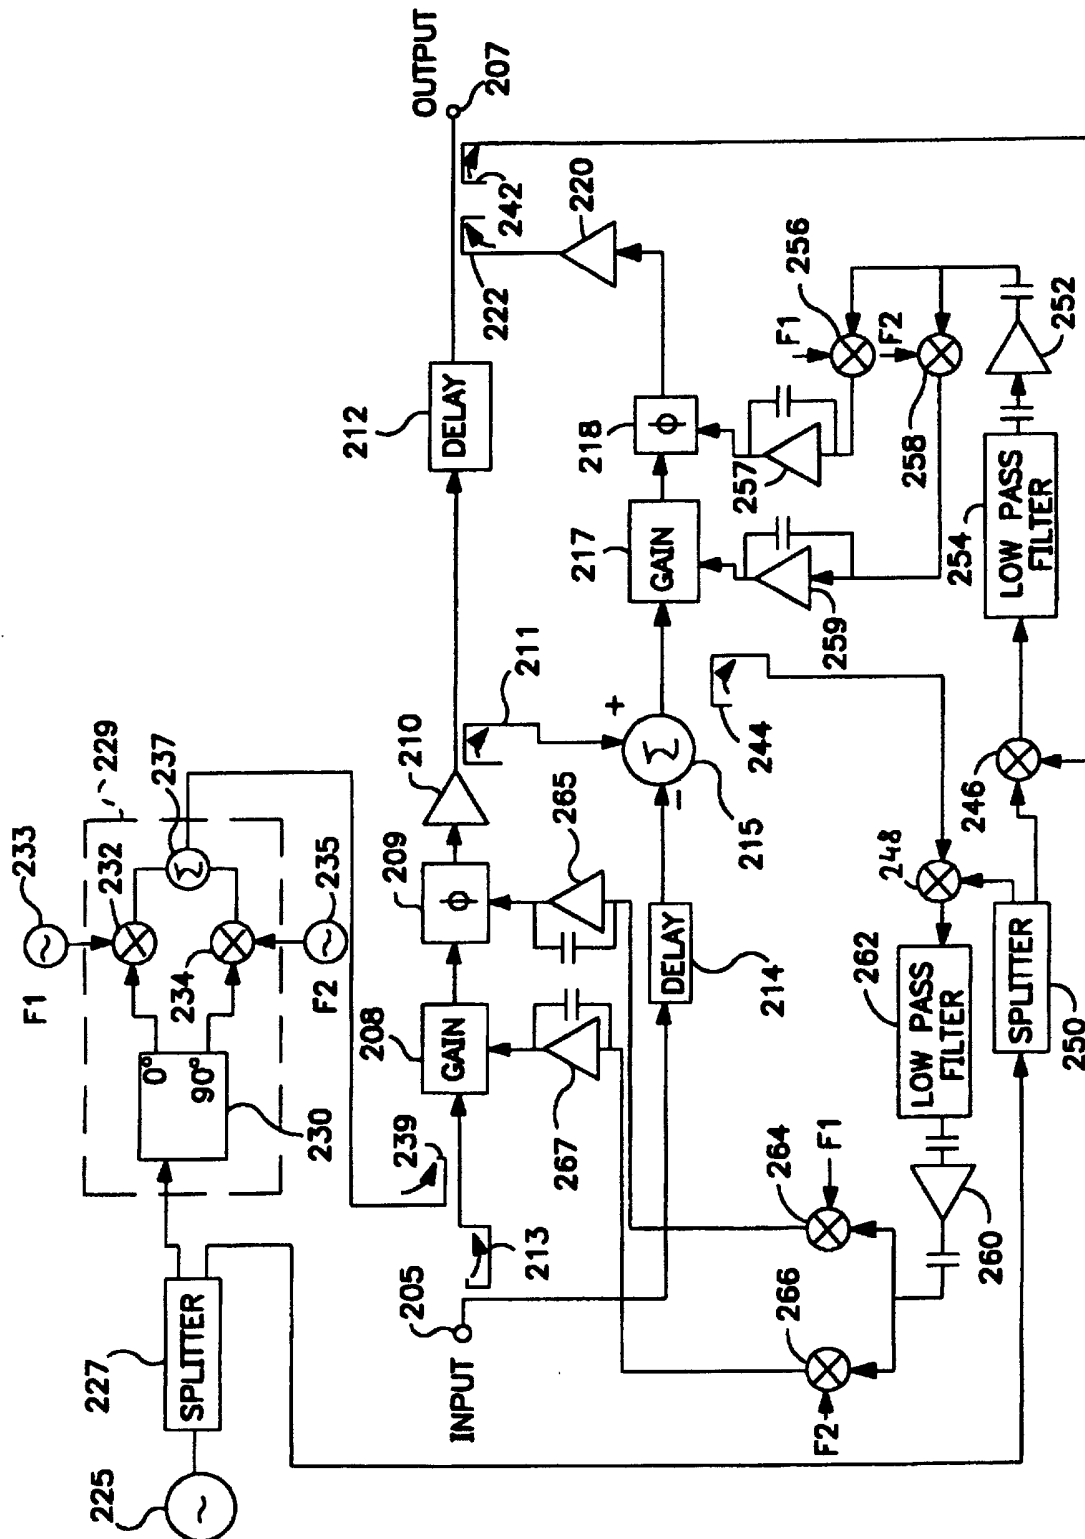 225
~
227
SPLITTER
229
230
0°
90°
F1
233
~
232
234
237
Σ
F2
235
~
INPUT
205
213
239
208
GAIN
209
ϕ
210
211
212
DELAY
222
242
OUTPUT
207
267
265
214
DELAY
215
Σ
+
−
217
GAIN
218
ϕ
220
244
259
257
F1
256
F2
258
266
F2
264
F1
260
262
LOW PASS
FILTER
248
246
250
SPLITTER
254
LOW PASS
FILTER
252